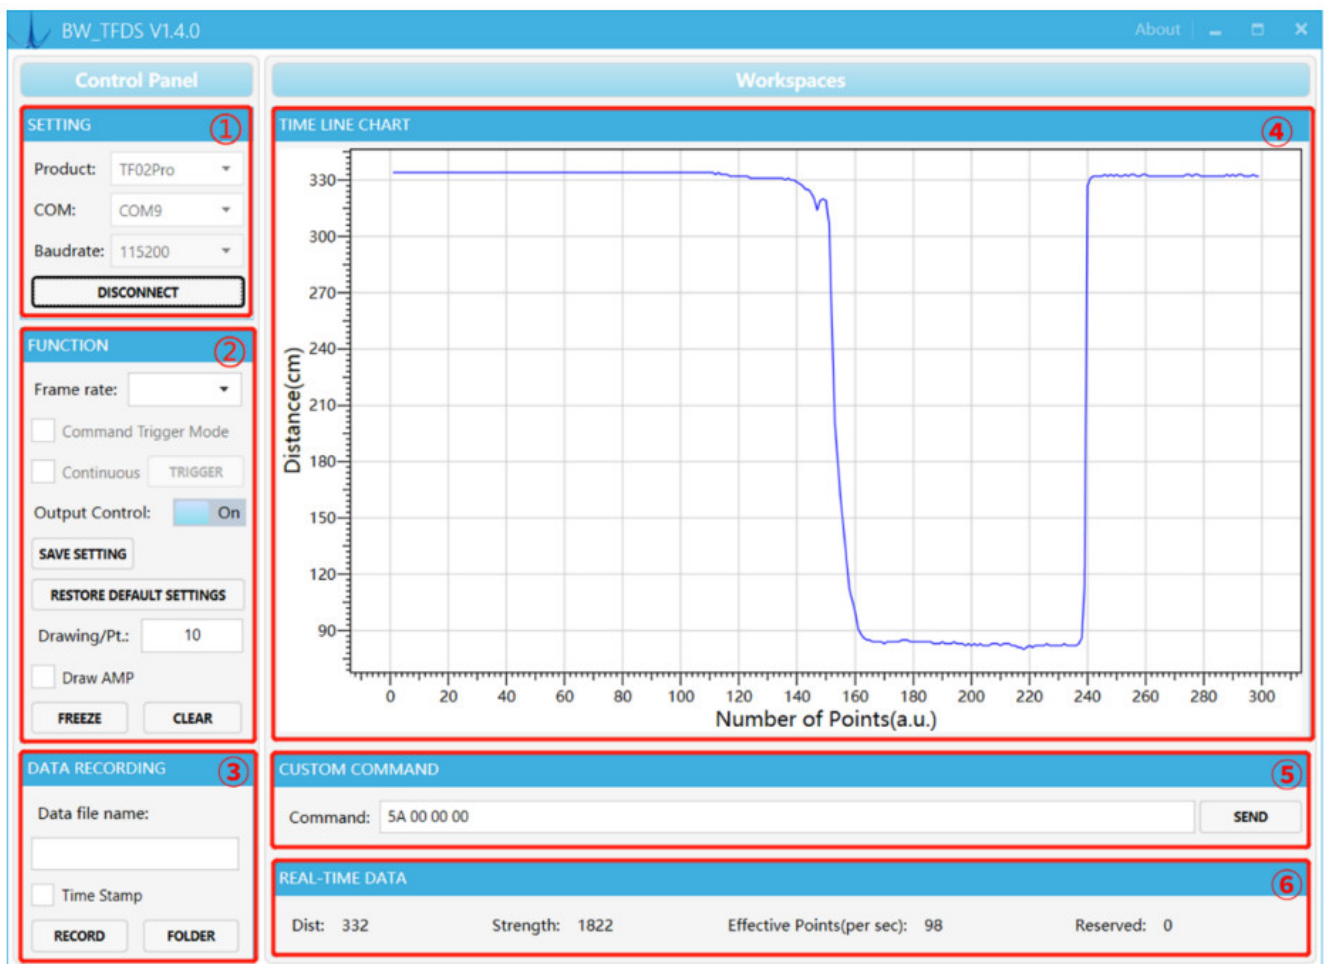 BW_TFDS V1.4.0
About
Control Panel
Workspaces
SETTING
①
Product: TF02Pro
COM: COM9
Baudrate: 115200
DISCONNECT
FUNCTION
②
Frame rate:
Command Trigger Mode
Continuous TRIGGER
Output Control: On
SAVE SETTING
RESTORE DEFAULT SETTINGS
Drawing/Pt.: 10
Draw AMP
FREEZE CLEAR
DATA RECORDING
③
Data file name:
Time Stamp
RECORD FOLDER
TIME LINE CHART
④
Distance(cm)
330
300
270
240
210
180
150
120
90
0 20 40 60 80 100 120 140 160 180 200 220 240 260 280 300
Number of Points(a.u.)
CUSTOM COMMAND
⑤
Command: 5A 00 00 00 SEND
REAL-TIME DATA
⑥
Dist: 332 Strength: 1822 Effective Points(per sec): 98 Reserved: 0